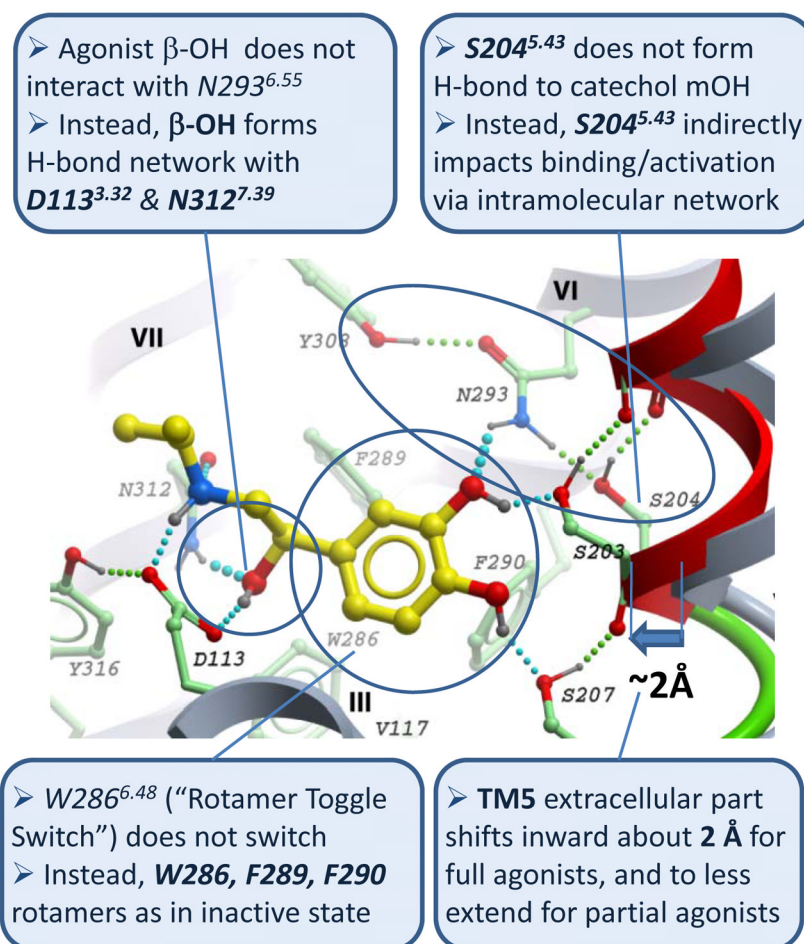 ➢ Agonist β-OH does not
interact with N293^6.55
➢ Instead, β-OH forms
H-bond network with
D113^3.32 & N312^7.39
➢ S204^5.43 does not form
H-bond to catechol mOH
➢ Instead, S204^5.43 indirectly
impacts binding/activation
via intramolecular network
VI
VII
Y308
N293
F289
N312
S204
S203
F290
W286
D113
Y316
~2Å
S207
III
V117
➢ W286^6.48 (“Rotamer Toggle
Switch”) does not switch
➢ Instead, W286, F289, F290
rotamers as in inactive state
➢ TM5 extracellular part
shifts inward about 2 Å for
full agonists, and to less
extend for partial agonists